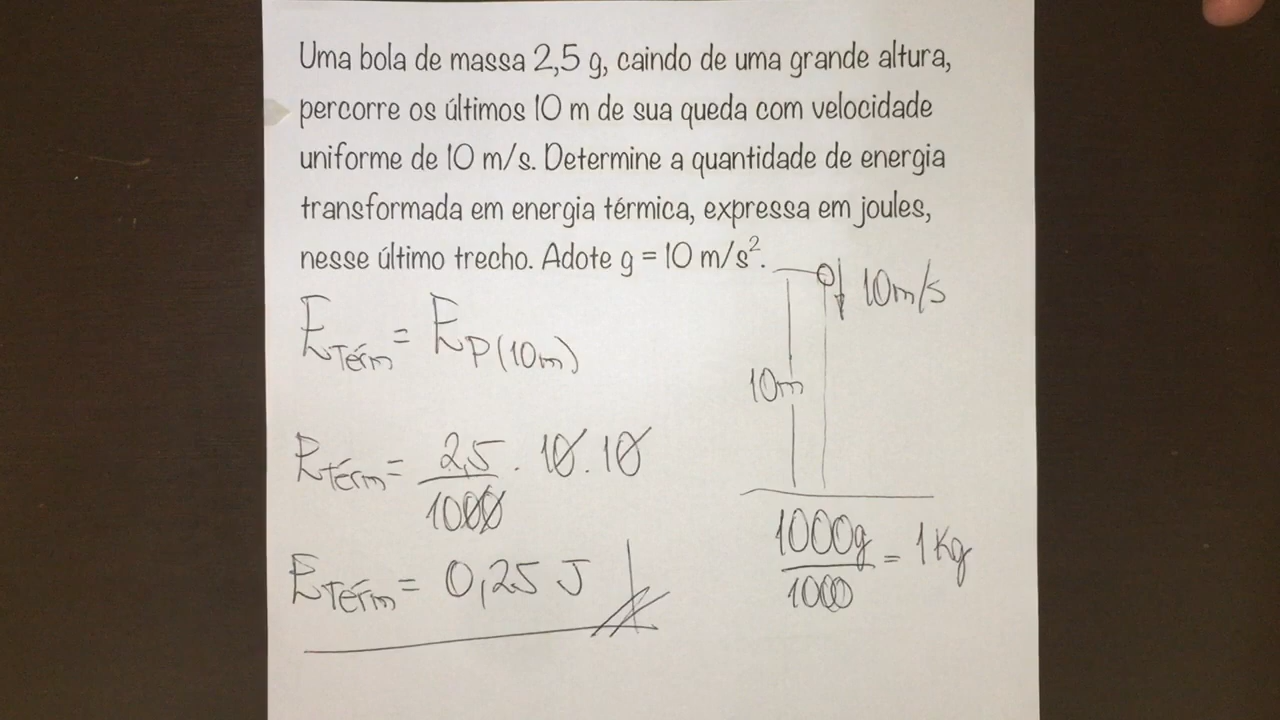 Uma bola de massa 2,5 g, caindo de uma grande altura,
percorre os últimos 10 m de sua queda com velocidade
uniforme de 10 m/s. Determine a quantidade de energia
transformada em energia térmica, expressa em joules,
nesse último trecho. Adote g = 10 m/s².
10m/s
ETérm = EP(10m)
10m
ETérm = 2,5/1000 . 10 . 10
1000g/1000 = 1Kg
ETérm = 0,25 J